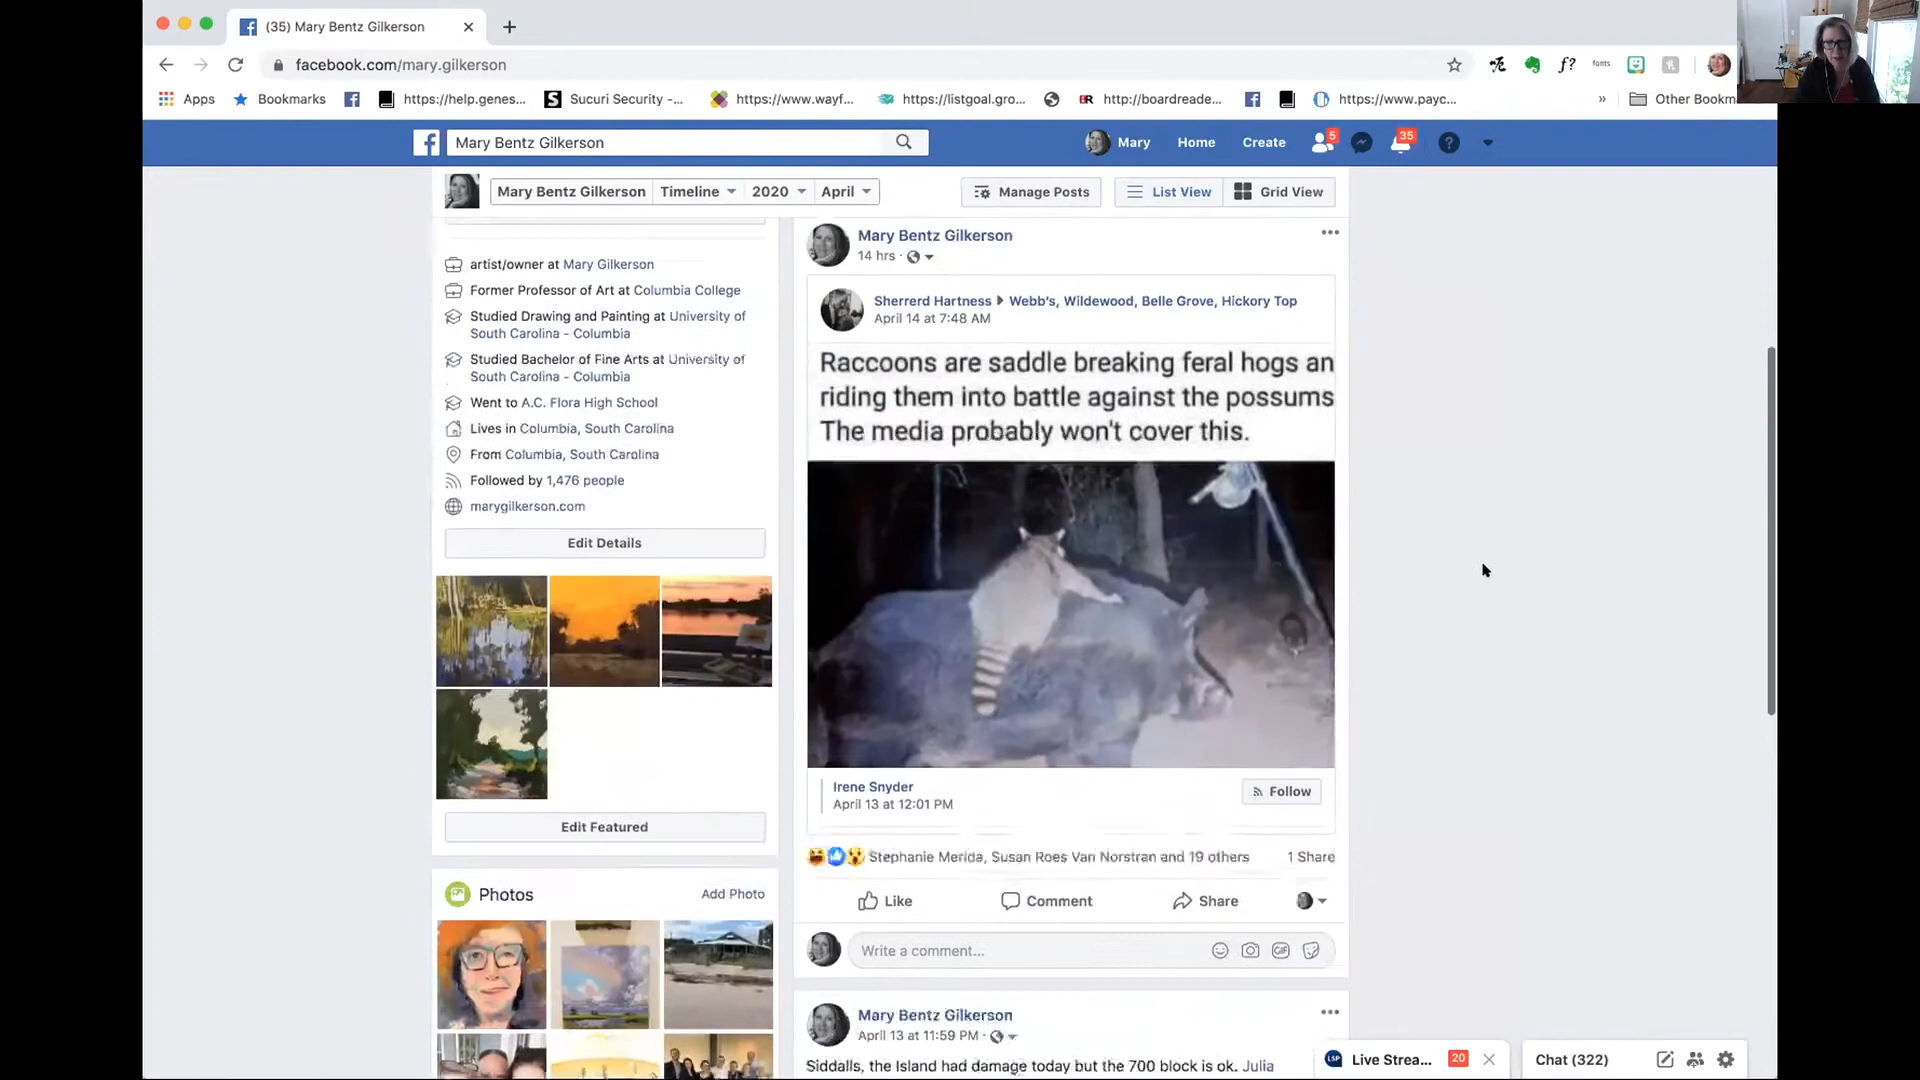 (35) Mary Bentz Gilkerson
facebook.com/mary.gilkerson
f?
fonts
Apps
Bookmarks
https://help.genes...
Sucuri Security -...
https://www.wayf...
https://listgoal.gro...
http://boardreade...
https://www.payc...
»
Other Bookm
Mary Bentz Gilkerson
Mary
Home
Create
5
35
Mary Bentz Gilkerson
Timeline
2020
April
Manage Posts
List View
Grid View
artist/owner at Mary Gilkerson
Former Professor of Art at Columbia College
Studied Drawing and Painting at University of
South Carolina - Columbia
Studied Bachelor of Fine Arts at University of
South Carolina - Columbia
Went to A.C. Flora High School
Lives in Columbia, South Carolina
From Columbia, South Carolina
Followed by 1,476 people
marygilkerson.com
Edit Details
Edit Featured
Photos
Add Photo
Mary Bentz Gilkerson
14 hrs ·
Sherrerd Hartness ▸ Webb's, Wildewood, Belle Grove, Hickory Top
April 14 at 7:48 AM
Raccoons are saddle breaking feral hogs an
riding them into battle against the possums
The media probably won't cover this.
Irene Snyder
April 13 at 12:01 PM
Follow
Stephanie Merida, Susan Roes Van Norstran and 19 others
1 Share
Like
Comment
Share
Write a comment...
GIF
Mary Bentz Gilkerson
April 13 at 11:59 PM ·
Siddalls, the Island had damage today but the 700 block is ok. Julia
LSP
Live Strea...
20
Chat (322)